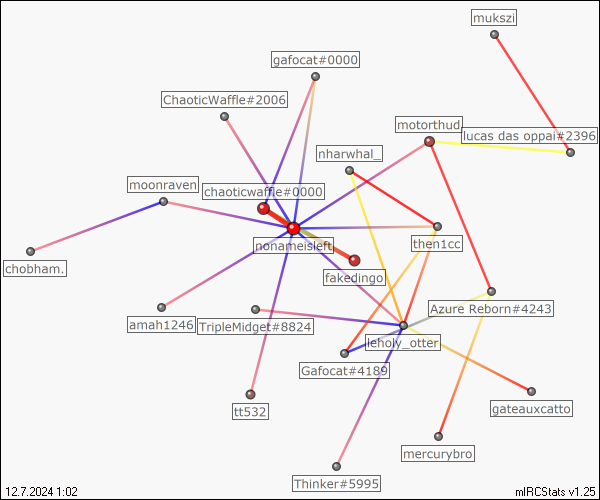 mukszi
gafocat#0000
ChaoticWaffle#2006
motorthud.
lucas das oppai#2396
nharwhal_
moonraven
chaoticwaffle#0000
nonameisleft
then1cc
chobham.
fakedingo
Azure Reborn#4243
amah1246
TripleMidget#8824
leholy_otter
Gafocat#4189
tt532
gateauxcatto
mercurybro
Thinker#5995
12.7.2024 1:02
mIRCStats v1.25